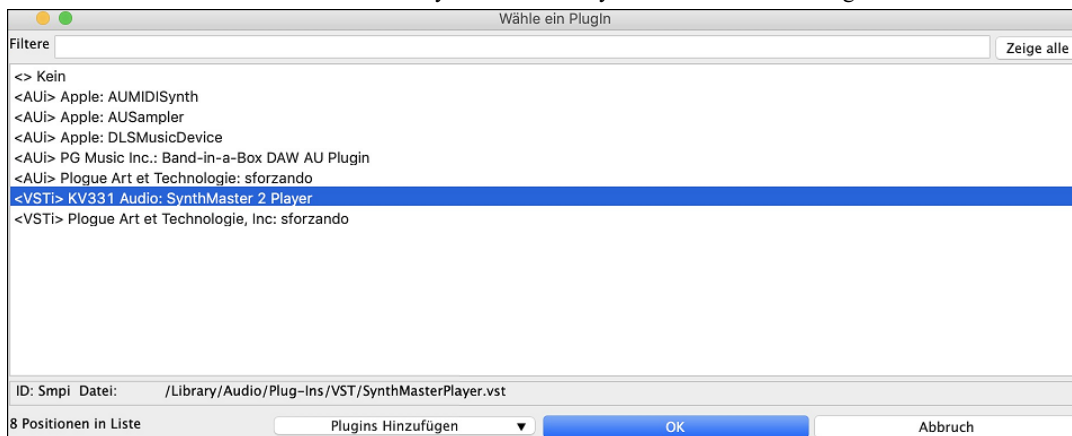 Wähle ein PlugIn
Filtere
Zeige alle
<> Kein
<AUi> Apple: AUMIDISynth
<AUi> Apple: AUSampler
<AUi> Apple: DLSMusicDevice
<AUi> PG Music Inc.: Band-in-a-Box DAW AU Plugin
<AUi> Plogue Art et Technologie: sforzando
<VSTi> KV331 Audio: SynthMaster 2 Player
<VSTi> Plogue Art et Technologie, Inc: sforzando
ID: Smpi Datei: /Library/Audio/Plug-Ins/VST/SynthMasterPlayer.vst
8 Positionen in Liste Plugins Hinzufügen ▼ OK Abbruch